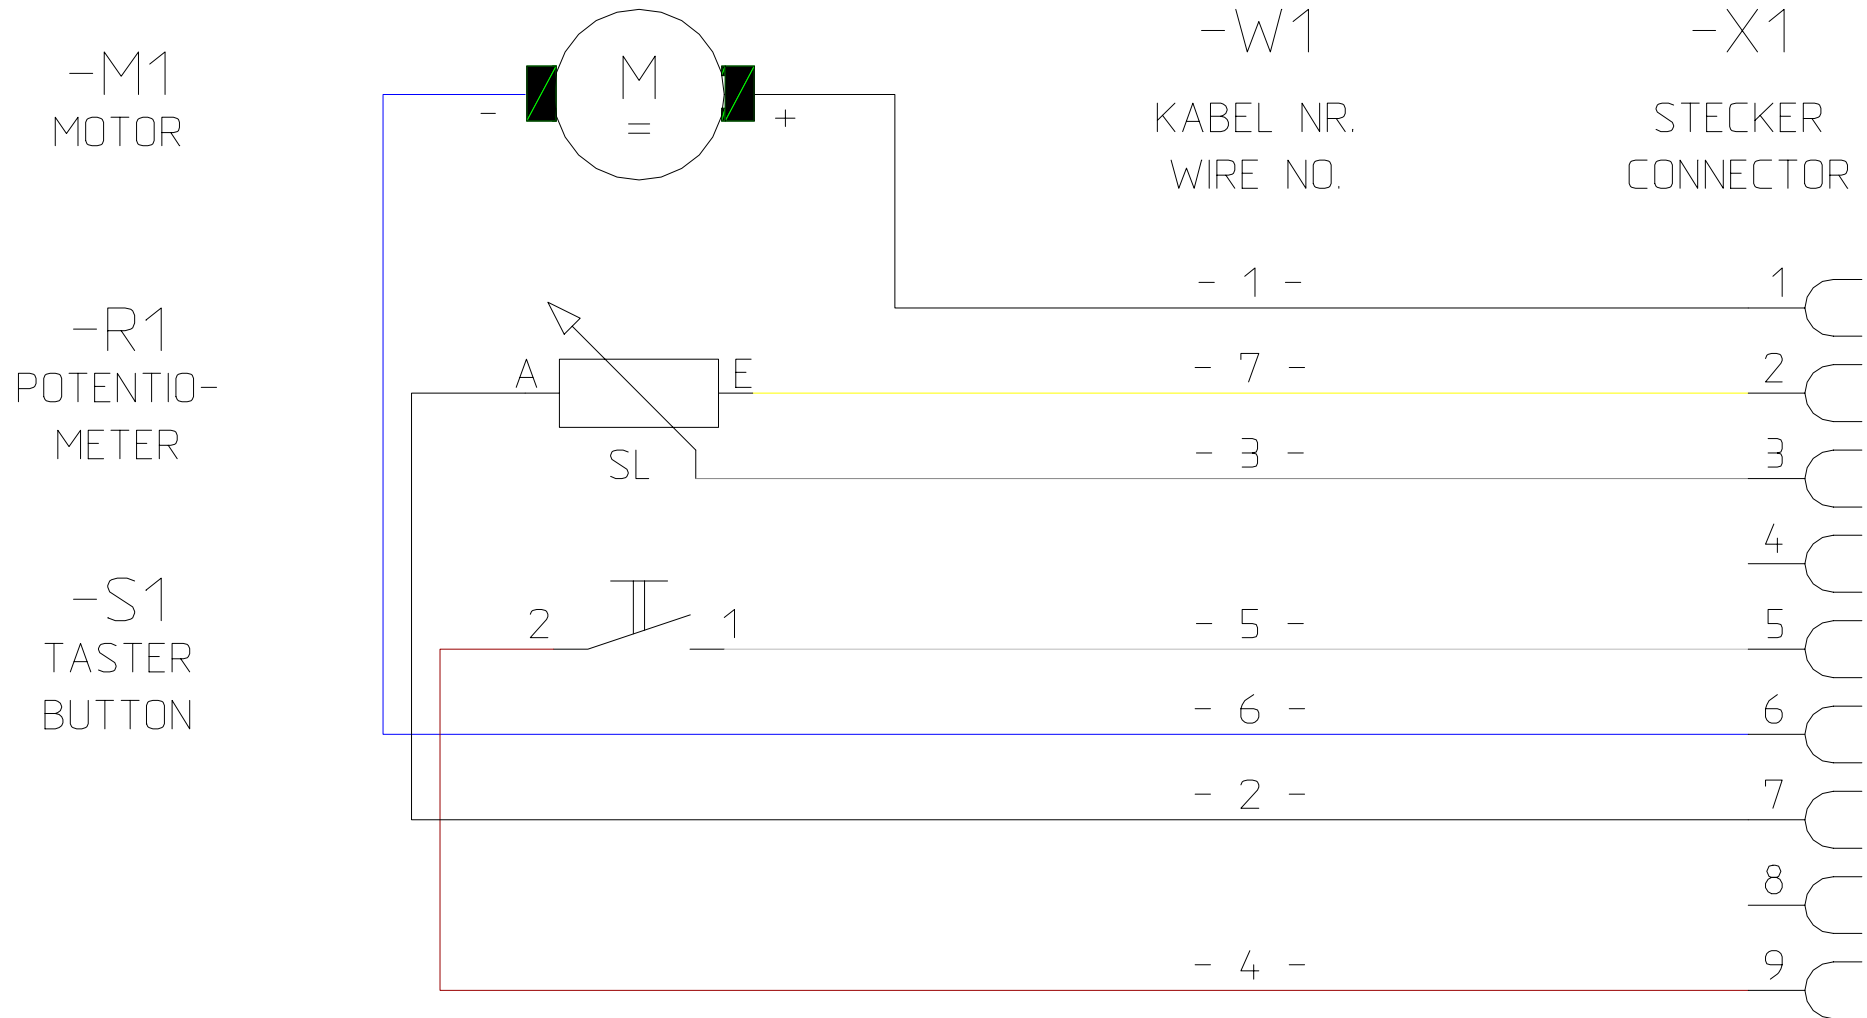 -M1
MOTOR
M
=
-
+
-W1
KABEL NR.
WIRE NO.
-X1
STECKER
CONNECTOR
- 1 -
1
-R1
POTENTIO-
METER
A
E
SL
- 7 -
2
- 3 -
3
4
-S1
TASTER
BUTTON
2
1
- 5 -
5
- 6 -
6
- 2 -
7
8
- 4 -
9